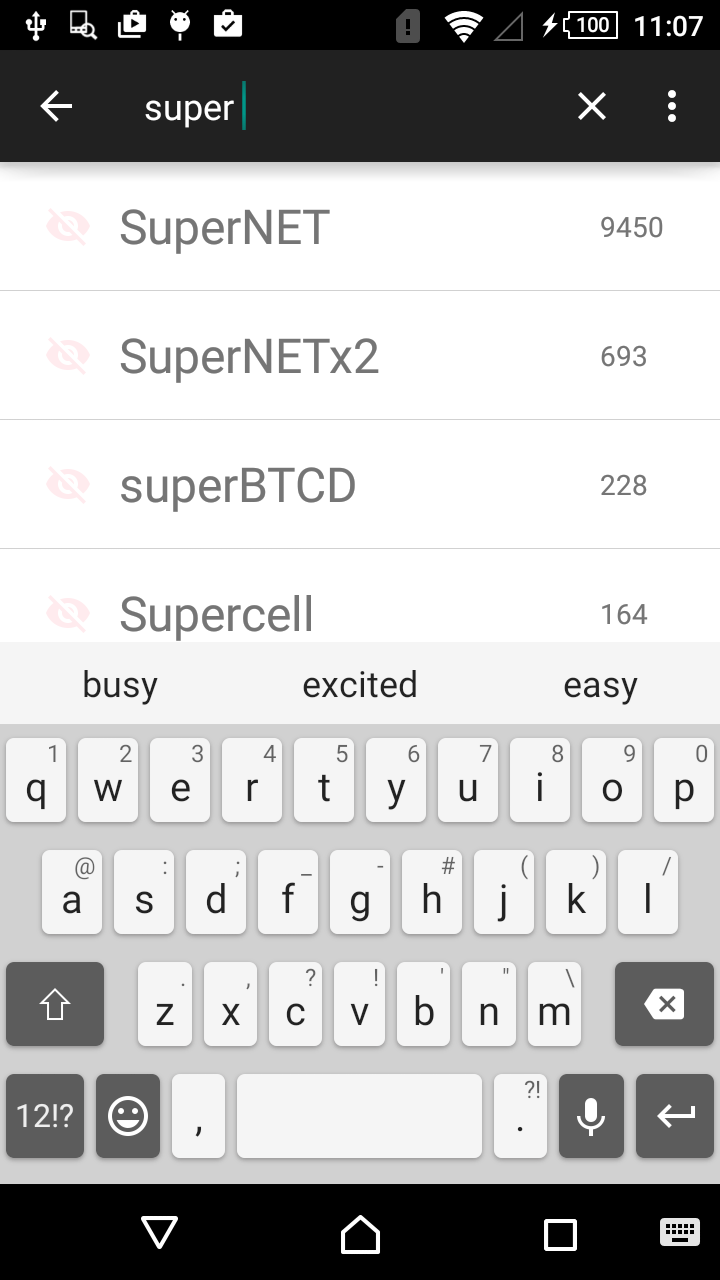 100 11:07
super
SuperNET 9450
SuperNETx2 693
superBTCD 228
Supercell 164
busy excited easy
1 2 3 4 5 6 7 8 9 0
q w e r t y u i o p
@ : ; _ - # ( ) /
a s d f g h j k l
. , ? ! ' " \
z x c v b n m
?!
12!? , .